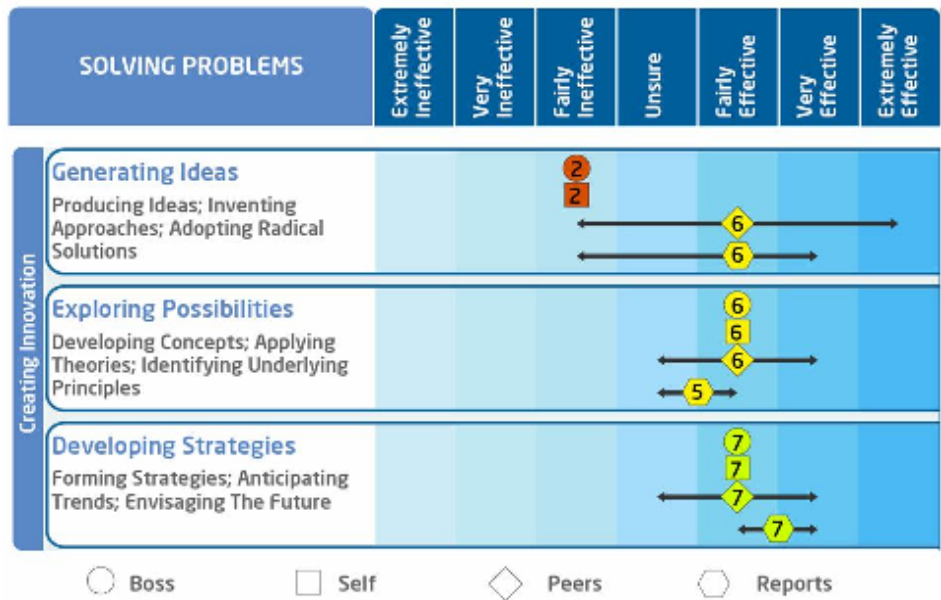 SOLVING PROBLEMS
Extremely
Ineffective
Very
Ineffective
Fairly
Ineffective
Unsure
Fairly
Effective
Very
Effective
Extremely
Effective
Creating Innovation
Generating Ideas
Producing Ideas; Inventing
Approaches; Adopting Radical
Solutions
2
2
6
6
Exploring Possibilities
Developing Concepts; Applying
Theories; Identifying Underlying
Principles
6
6
6
5
Developing Strategies
Forming Strategies; Anticipating
Trends; Envisaging The Future
7
7
7
7
Boss
Self
Peers
Reports